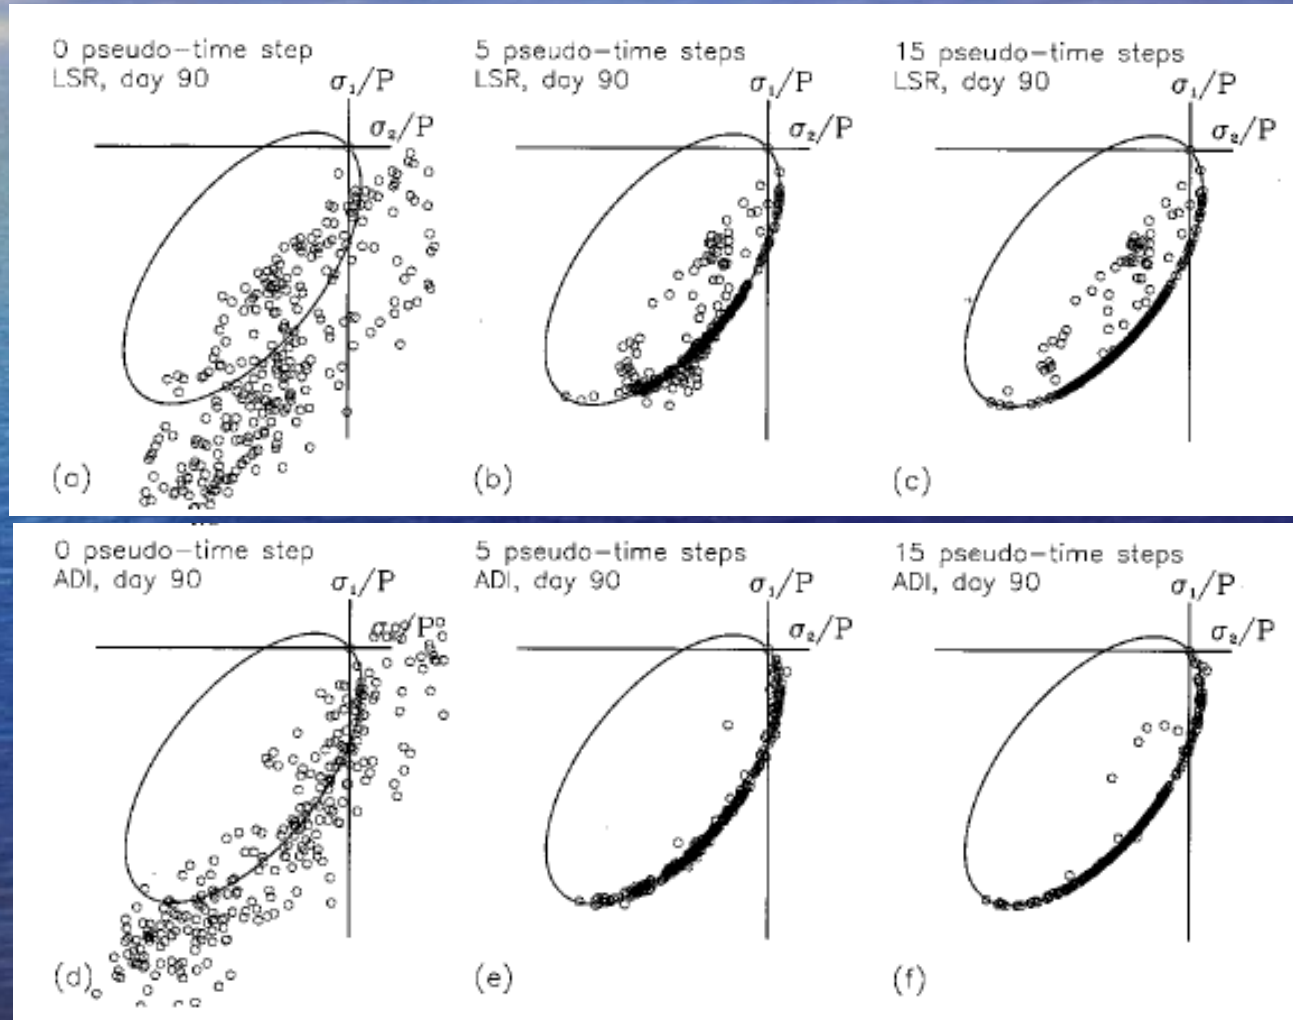 0 pseudo-time step
LSR, day 90
σ₁/P
σ₂/P
(a)
5 pseudo-time steps
LSR, day 90
σ₁/P
σ₂/P
(b)
15 pseudo-time steps
LSR, day 90
σ₁/P
σ₂/P
(c)
0 pseudo-time step
ADI, day 90
σ₁/P
(d)
5 pseudo-time steps
ADI, day 90
σ₁/P
σ₂/P
(e)
15 pseudo-time steps
ADI, day 90
σ₁/P
σ₂/P
(f)